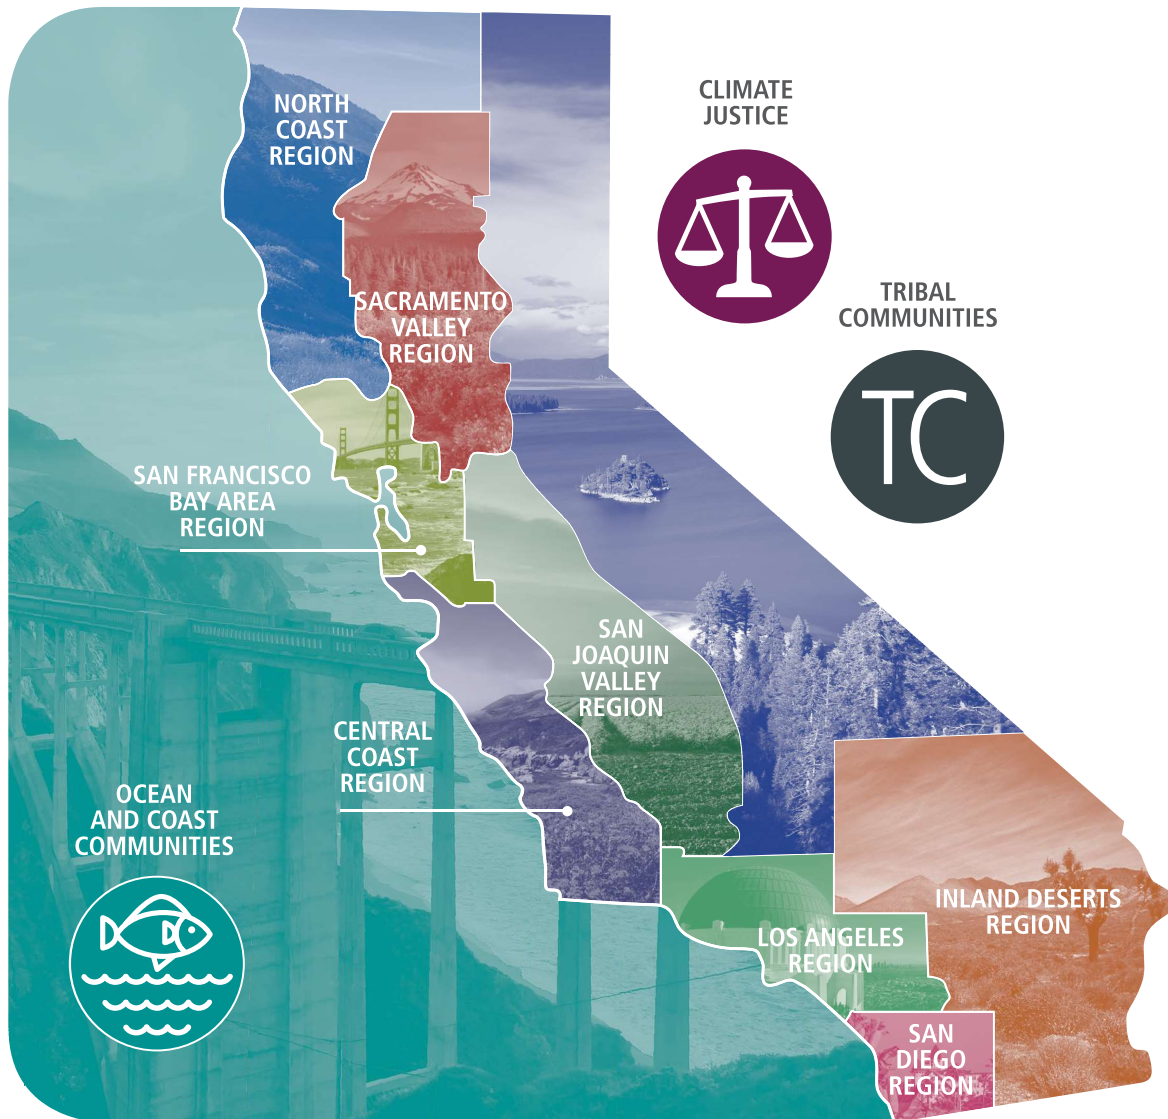 CLIMATE
JUSTICE
NORTH
COAST
REGION
TRIBAL
COMMUNITIES
TC
SACRAMENTO
VALLEY
REGION
SAN FRANCISCO
BAY AREA
REGION
SAN
JOAQUIN
VALLEY
REGION
CENTRAL
COAST
REGION
OCEAN
AND COAST
COMMUNITIES
INLAND DESERTS
REGION
LOS ANGELES
REGION
SAN
DIEGO
REGION